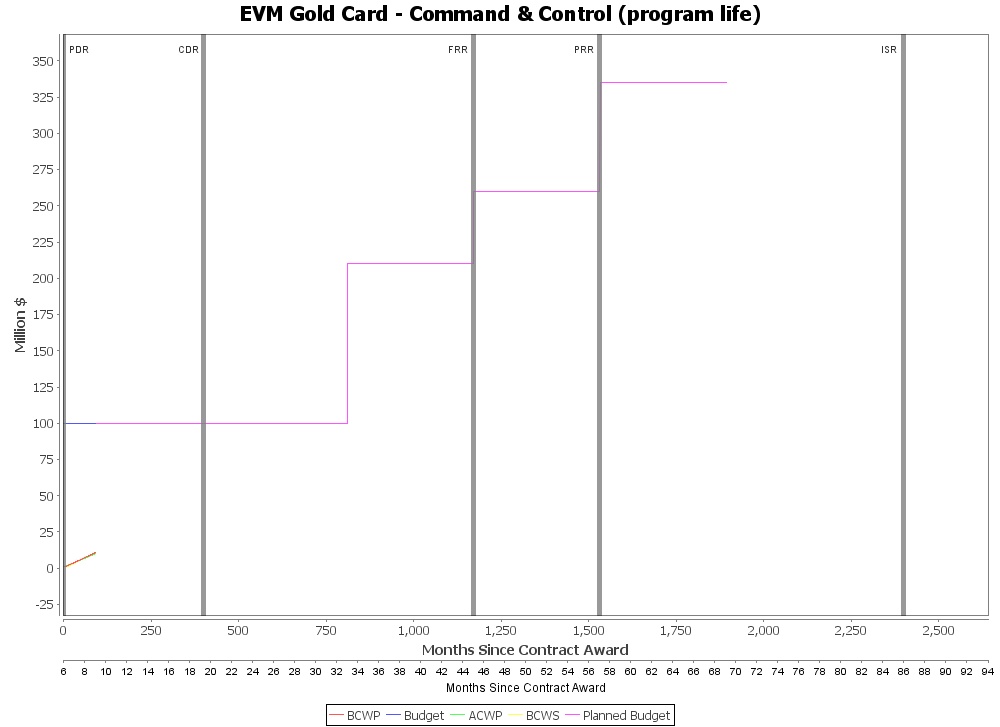 EVM Gold Card - Command & Control (program life)
PDR CDR FRR PRR ISR
350
325
300
275
250
225
200
175
150
125
100
75
50
25
0
-25
Million $
0 250 500 750 1,000 1,250 1,500 1,750 2,000 2,250 2,500
Months Since Contract Award
6 8 10 12 14 16 18 20 22 24 26 28 30 32 34 36 38 40 42 44 46 48 50 52 54 56 58 60 62 64 66 68 70 72 74 76 78 80 82 84 86 88 90 92 94
Months Since Contract Award
BCWP Budget ACWP BCWS Planned Budget